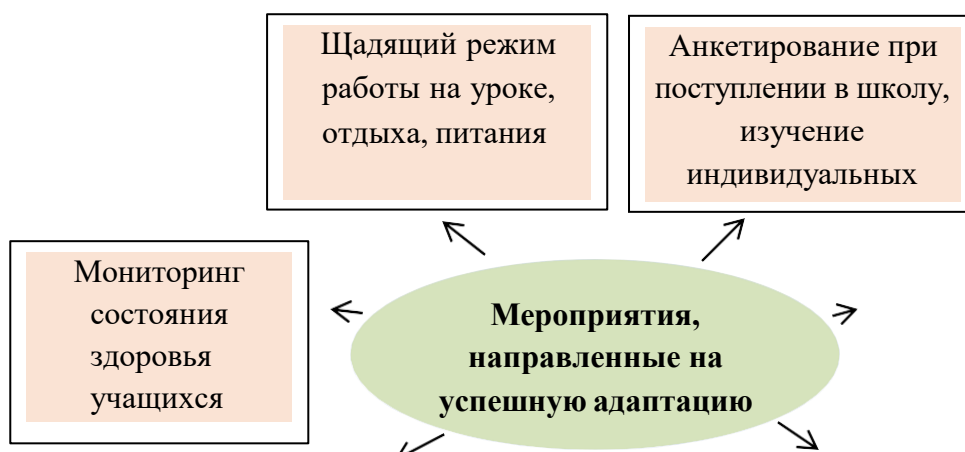 Щадящий режим
работы на уроке,
отдыха, питания
Анкетирование при
поступлении в школу,
изучение
индивидуальных
Мониторинг
состояния
здоровья
учащихся
Мероприятия,
направленные на
успешную адаптацию